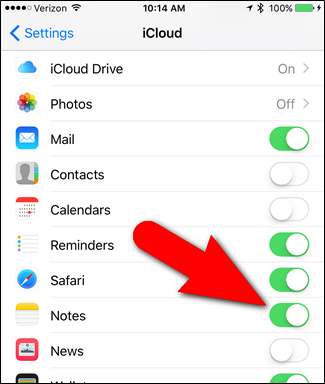 Verizon 10:14 AM 100%
Settings iCloud
iCloud Drive On
Photos Off
Mail
Contacts
Calendars
Reminders
Safari
Notes
News
Wallet